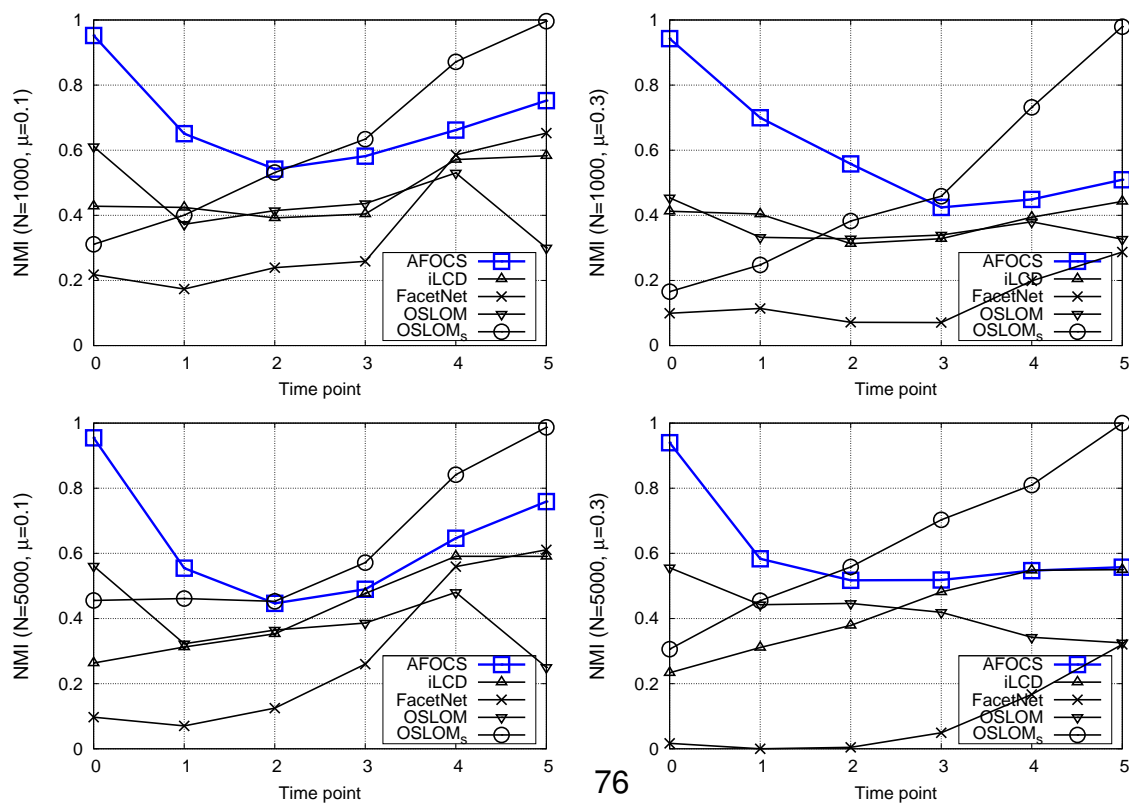 NMI (N=1000, μ=0.1)
1
0.8
0.6
0.4
0.2
0
AFOCS
iLCD
FacetNet
OSLOM
OSLOMs
0 1 2 3 4 5
Time point
NMI (N=1000, μ=0.3)
1
0.8
0.6
0.4
0.2
0
AFOCS
iLCD
FacetNet
OSLOM
OSLOMs
0 1 2 3 4 5
Time point
NMI (N=5000, μ=0.1)
1
0.8
0.6
0.4
0.2
0
AFOCS
iLCD
FacetNet
OSLOM
OSLOMs
0 1 2 3 4 5
Time point
NMI (N=5000, μ=0.3)
1
0.8
0.6
0.4
0.2
0
AFOCS
iLCD
FacetNet
OSLOM
OSLOMs
0 1 2 3 4 5
Time point
76